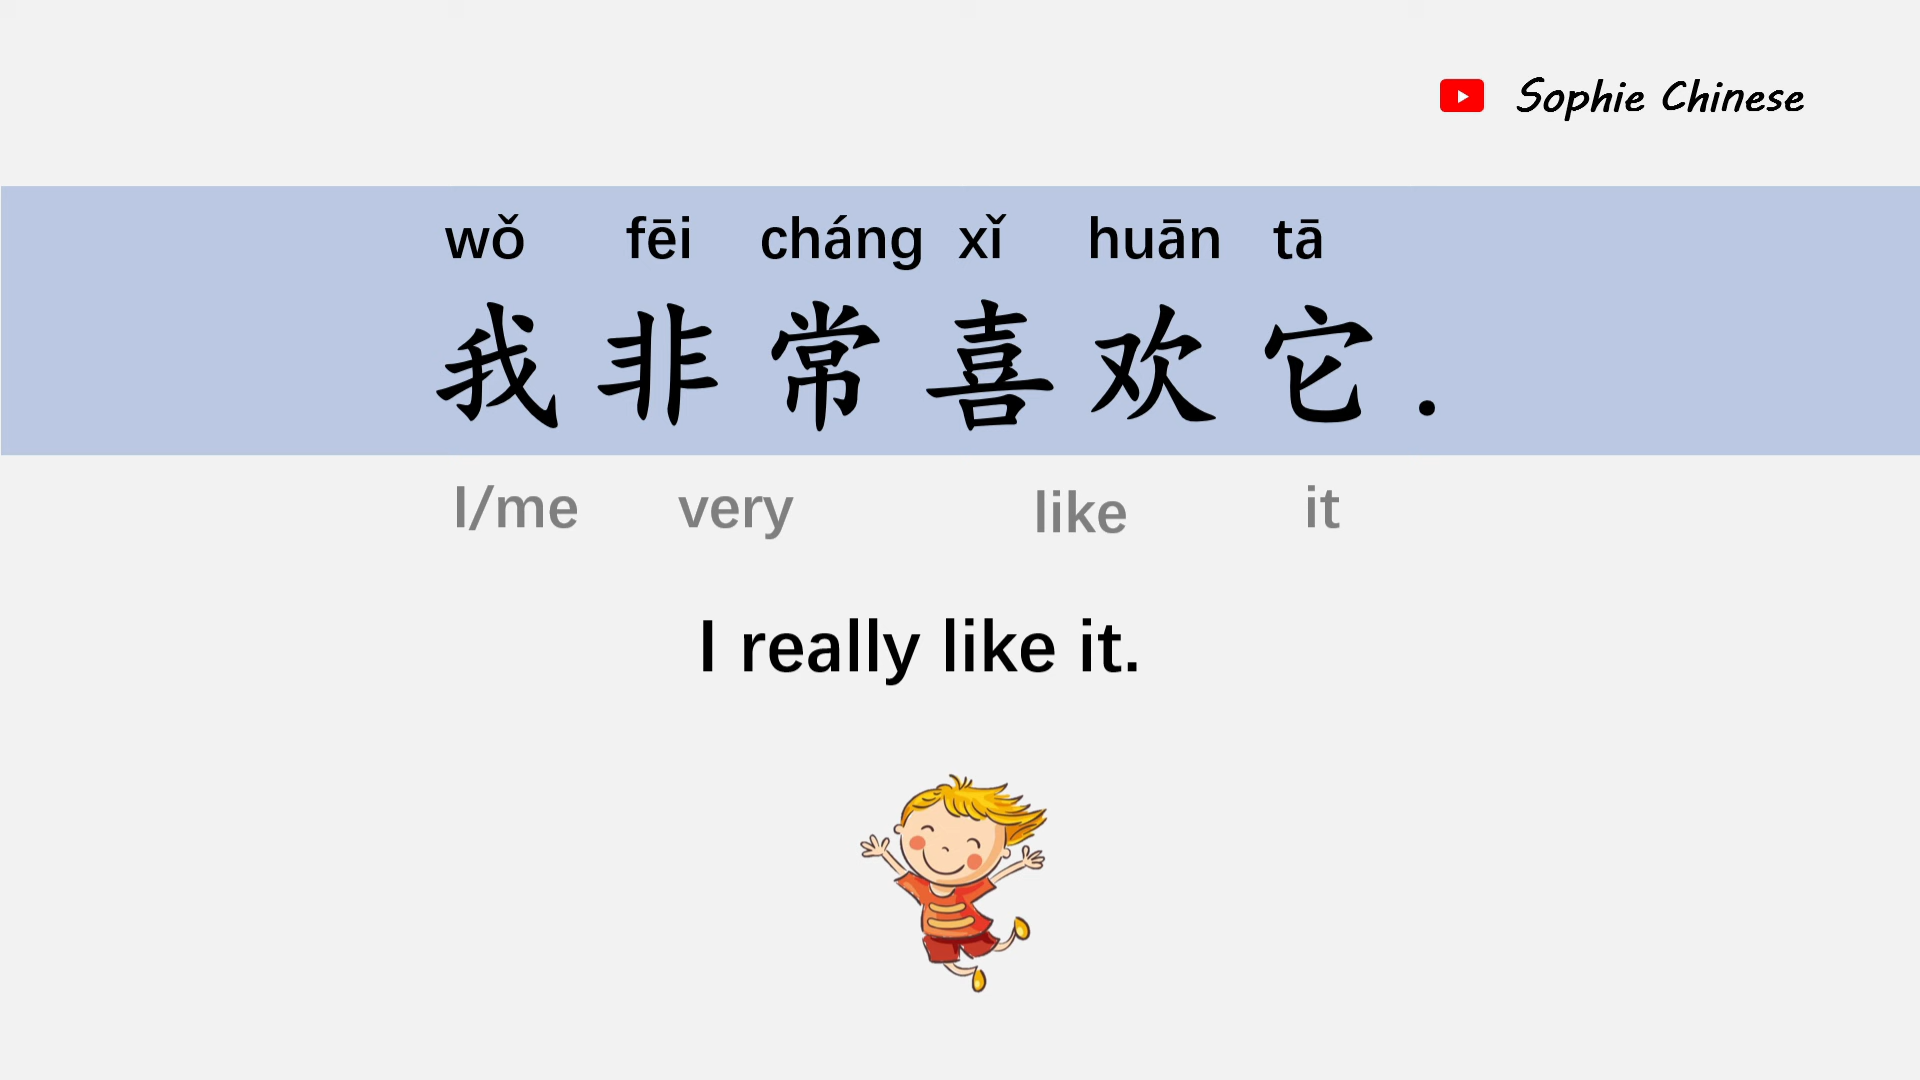 Sophie Chinese
wǒ fēi cháng xǐ huān tā
我非常喜欢它.
I/me very like it
I really like it.